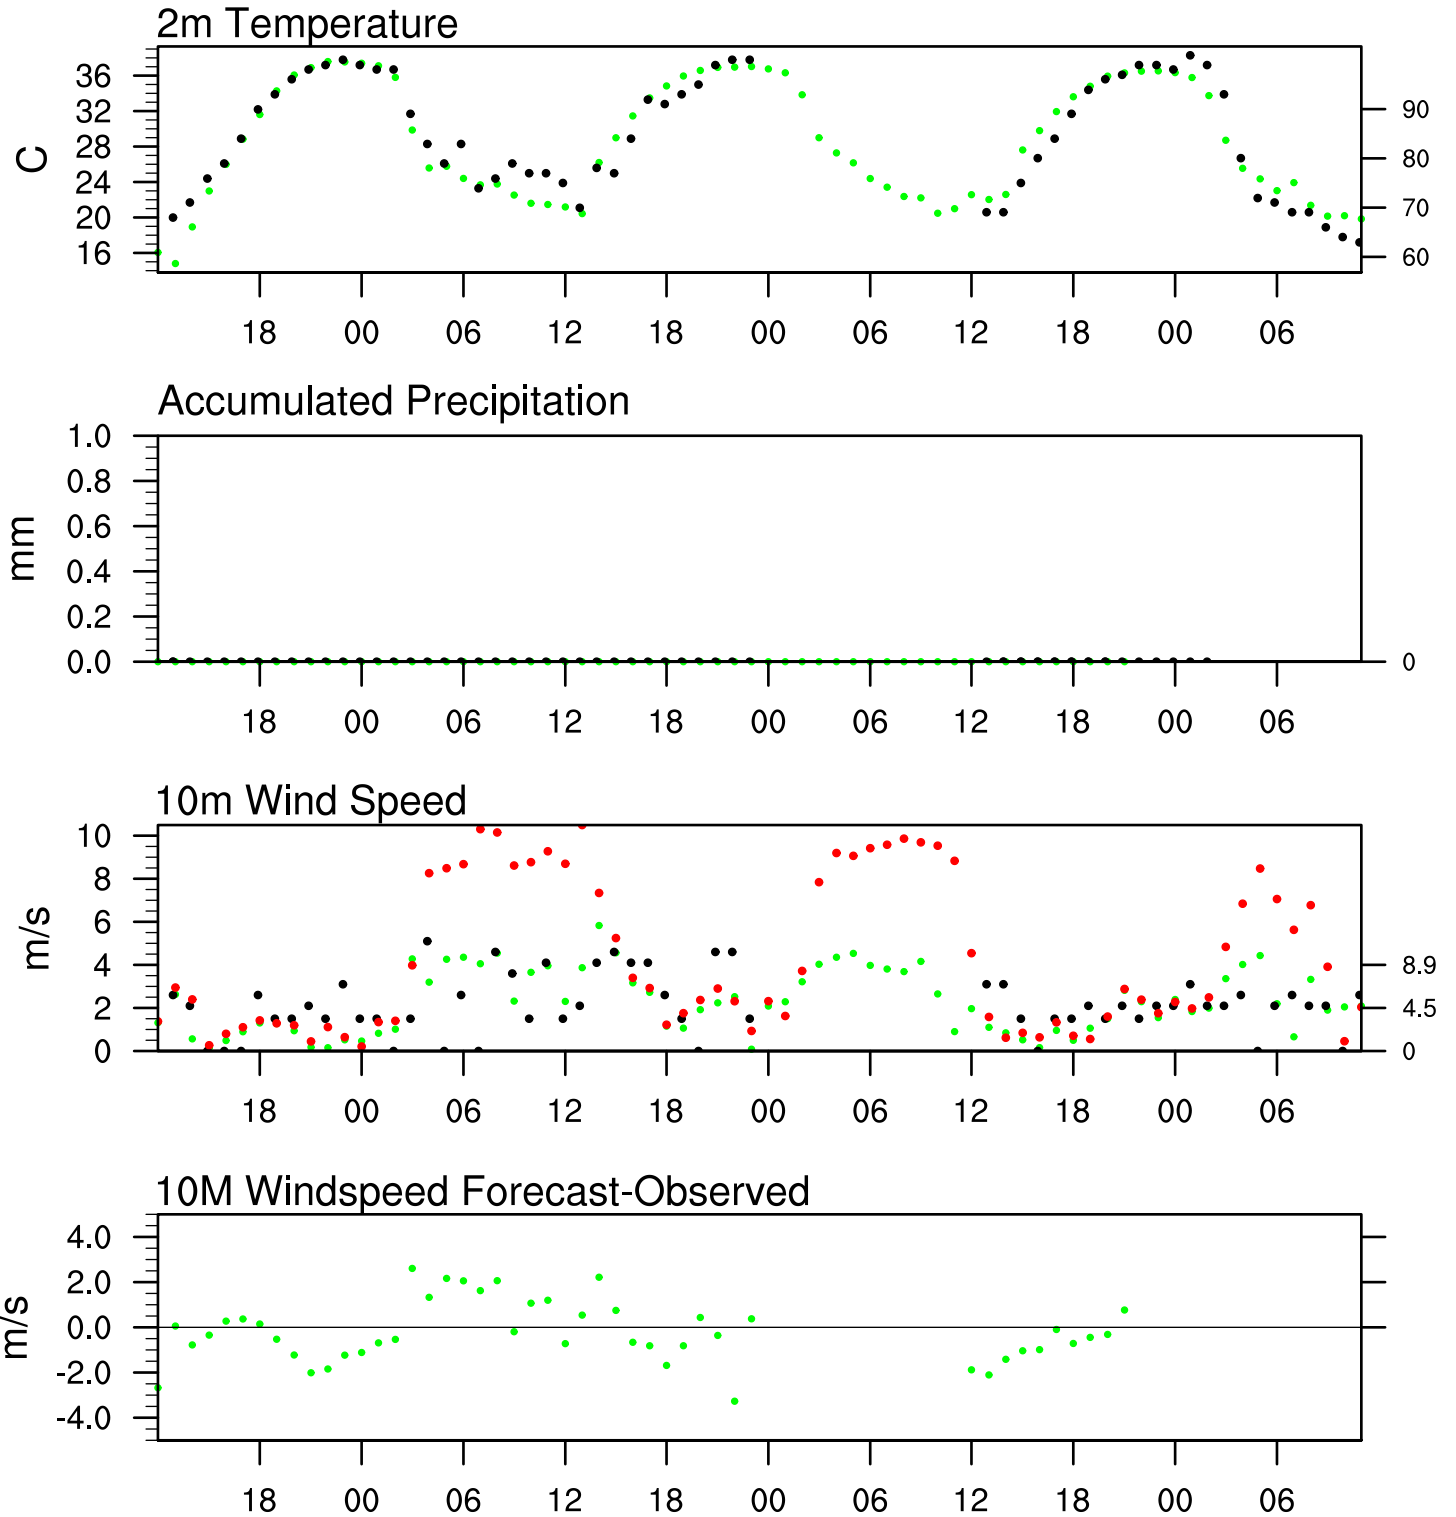 2m Temperature
36
32
28
24
20
16
C
90
80
70
60
18 00 06 12 18 00 06 12 18 00 06
Accumulated Precipitation
1.0
0.8
0.6
0.4
0.2
0.0
mm
0
18 00 06 12 18 00 06 12 18 00 06
10m Wind Speed
10
8
6
4
2
0
m/s
8.9
4.5
0
18 00 06 12 18 00 06 12 18 00 06
10M Windspeed Forecast-Observed
4.0
2.0
0.0
-2.0
-4.0
m/s
18 00 06 12 18 00 06 12 18 00 06